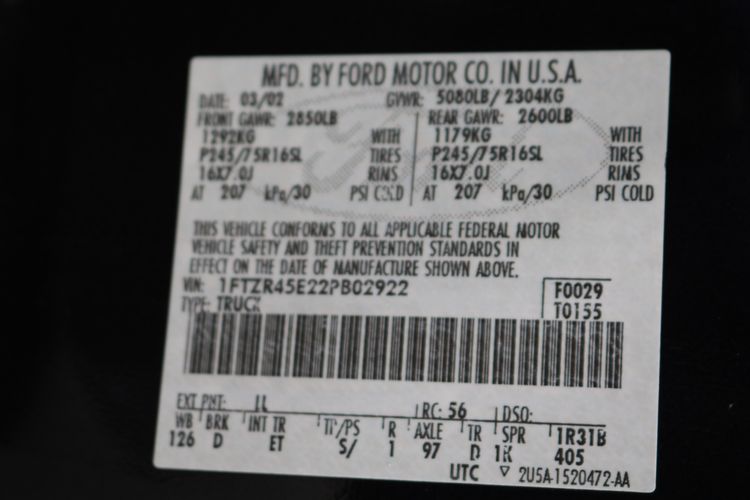 MFD. BY FORD MOTOR CO. IN U.S.A.
DATE: 03/02 GVWR: 5080LB/ 2304KG
FRONT GAWR: 2850LB REAR GAWR: 2600LB
1292KG WITH 1179KG WITH
P245/75R16SL TIRES P245/75R16SL TIRES
16X7.0J RIMS 16X7.0J RIMS
AT 207 kPa/30 PSI COLD AT 207 kPa/30 PSI COLD
THIS VEHICLE CONFORMS TO ALL APPLICABLE FEDERAL MOTOR
VEHICLE SAFETY AND THEFT PREVENTION STANDARDS IN
EFFECT ON THE DATE OF MANUFACTURE SHOWN ABOVE.
VIN: 1FTZR45E22PB02922 F0029
TYPE: TRUCK T0155
EXT PNT: RC: 56 DSO:
WB BRK INT TR TP/PS R AXLE TR SPR 1R31B
126 D ET S/ 1 97 D 1K 405
UTC ▽ 2U5A-1520472-AA